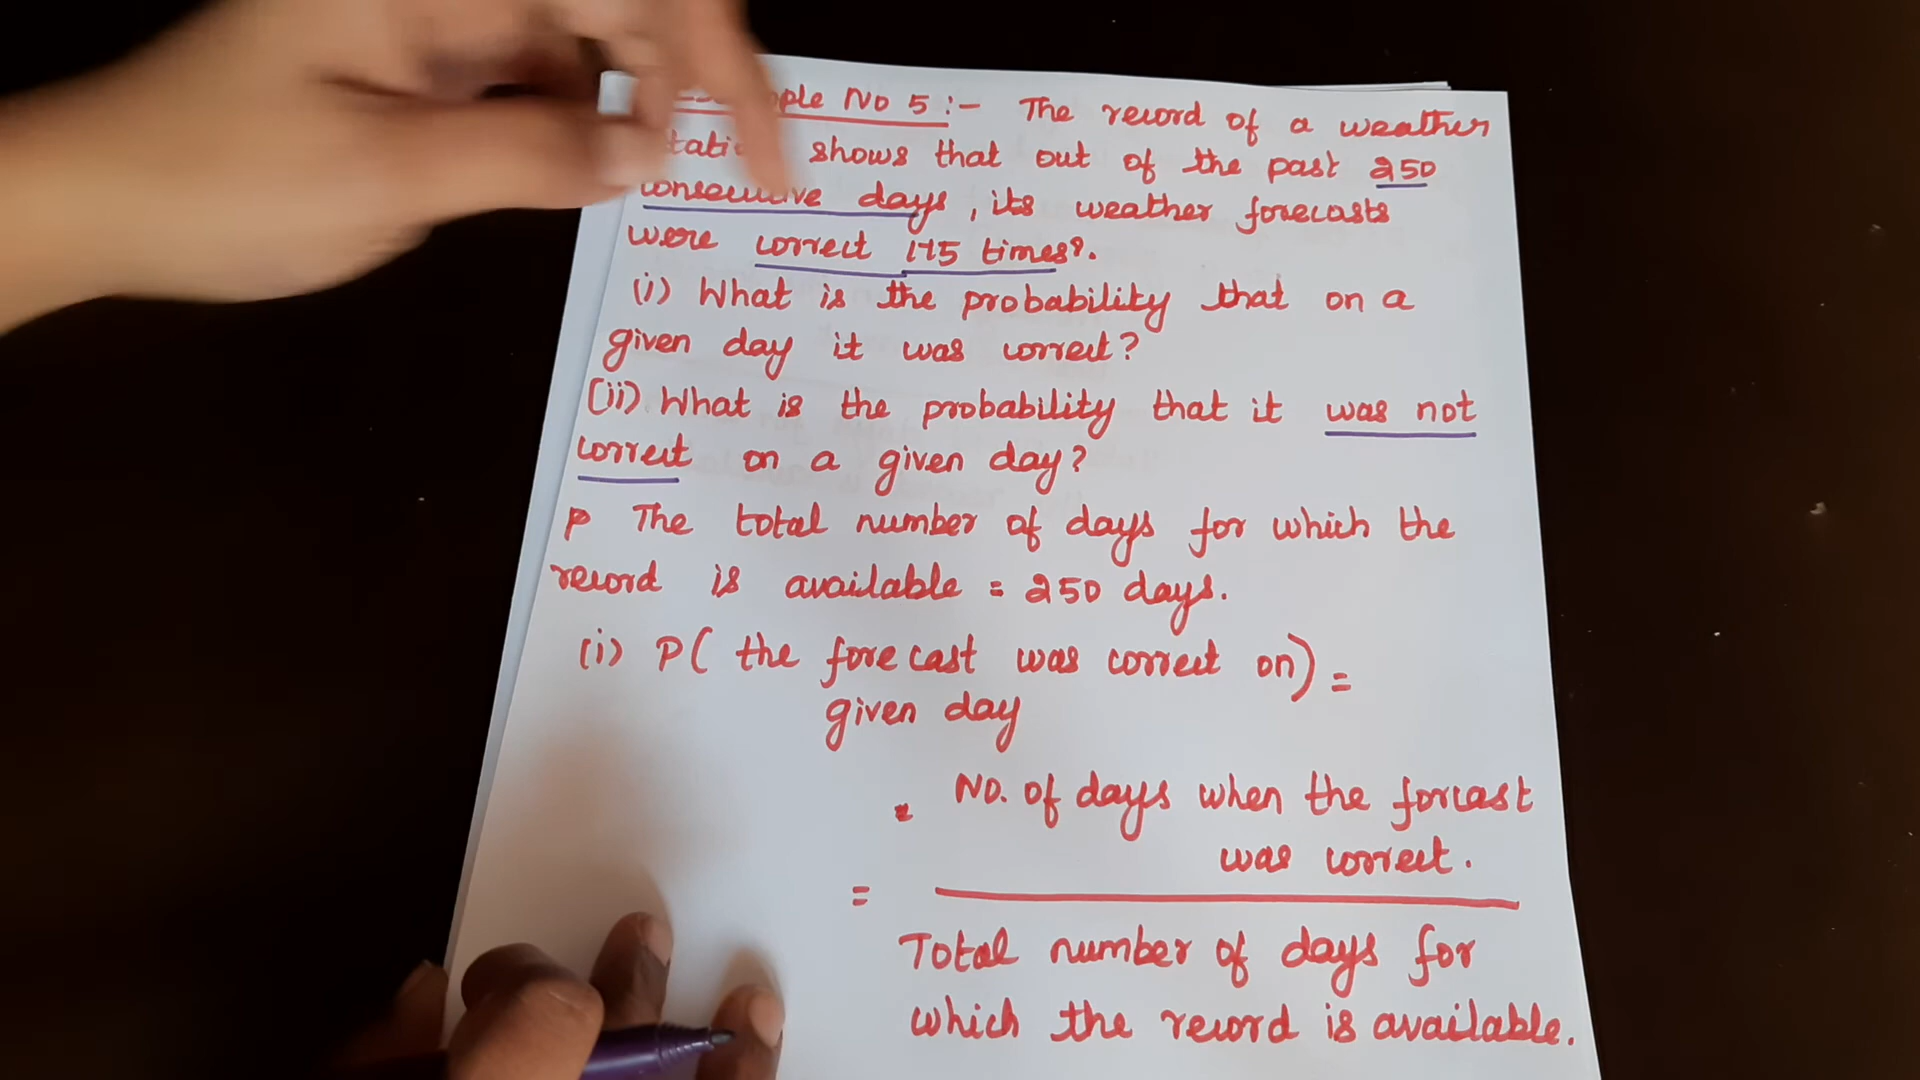 ple No 5 :- The record of a weather
shows that out of the past 250
consecutive days, its weather forecasts
were correct 175 times?.
(i) What is the probability that on a
given day it was correct?
(ii) What is the probability that it was not
correct on a given day?
P The total number of days for which the
record is available = 250 days.
(i) P( the forecast was correct on) =
given day
No. of days when the forcast
was correct.
=
Total number of days for
which the record is available.